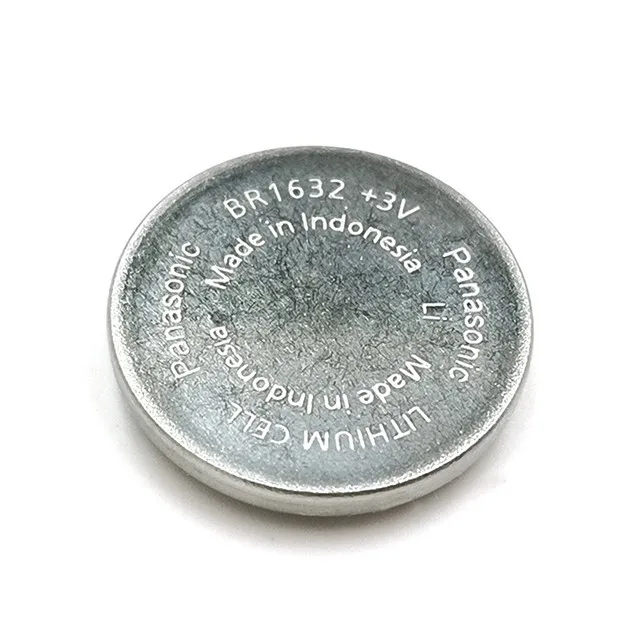 BR1632 +3V
Panasonic
LITHIUM CELL
Panasonic
Made in Indonesia
Li
Made in Indonesia